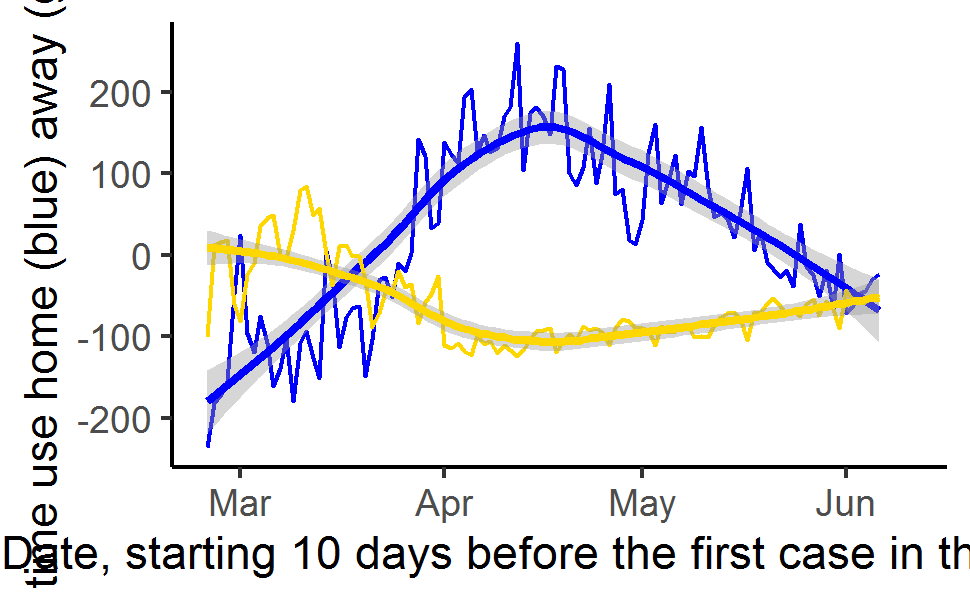 time use home (blue) away (
200
100
0
-100
-200
Mar Apr May Jun
Date, starting 10 days before the first case in th